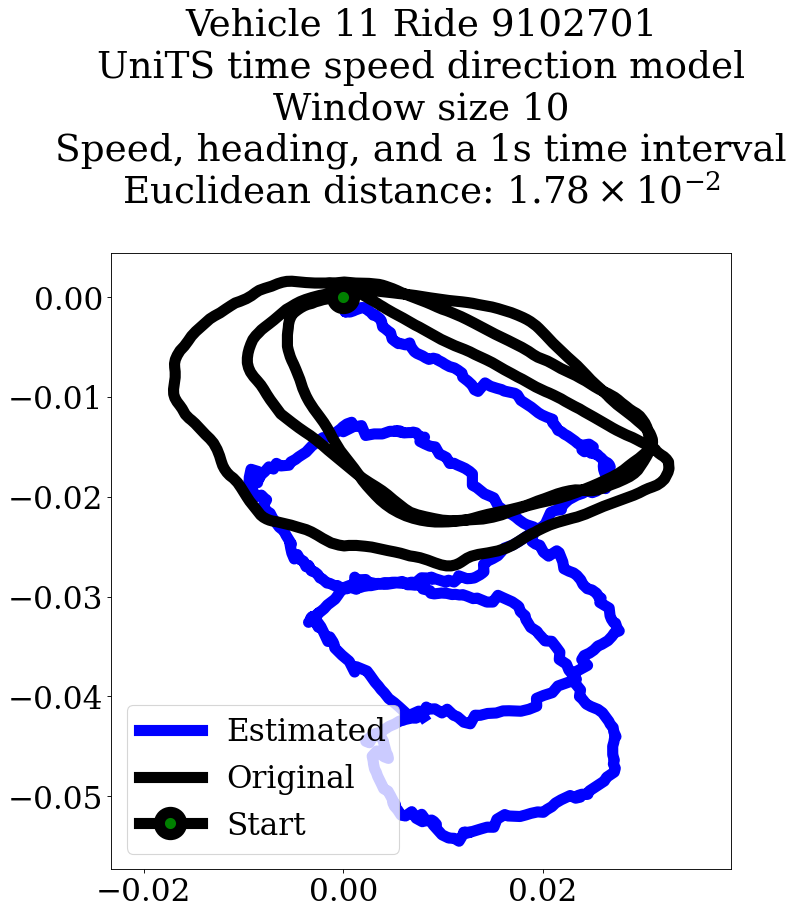 Vehicle 11 Ride 9102701
UniTS time speed direction model
Window size 10
Speed, heading, and a 1s time interval
Euclidean distance: 1.78 × 10⁻²
0.00
−0.01
−0.02
−0.03
−0.04
−0.05
Estimated
Original
Start
−0.02 0.00 0.02